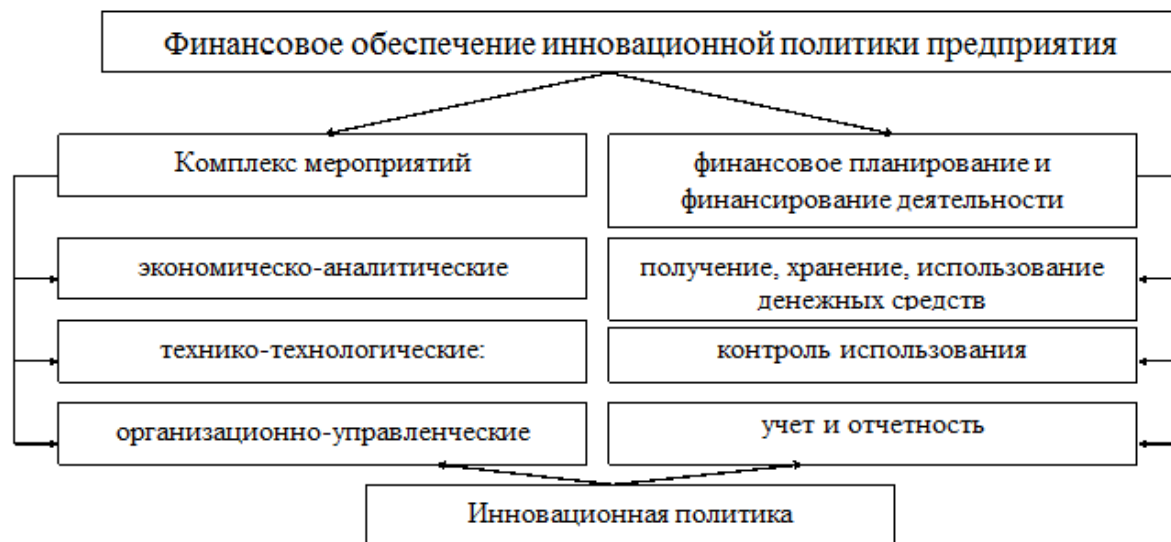 Финансовое обеспечение инновационной политики предприятия
Комплекс мероприятий
финансовое планирование и
финансирование деятельности
экономическо-аналитические
получение, хранение, использование
денежных средств
технико-технологические:
контроль использования
организационно-управленческие
учет и отчетность
Инновационная политика